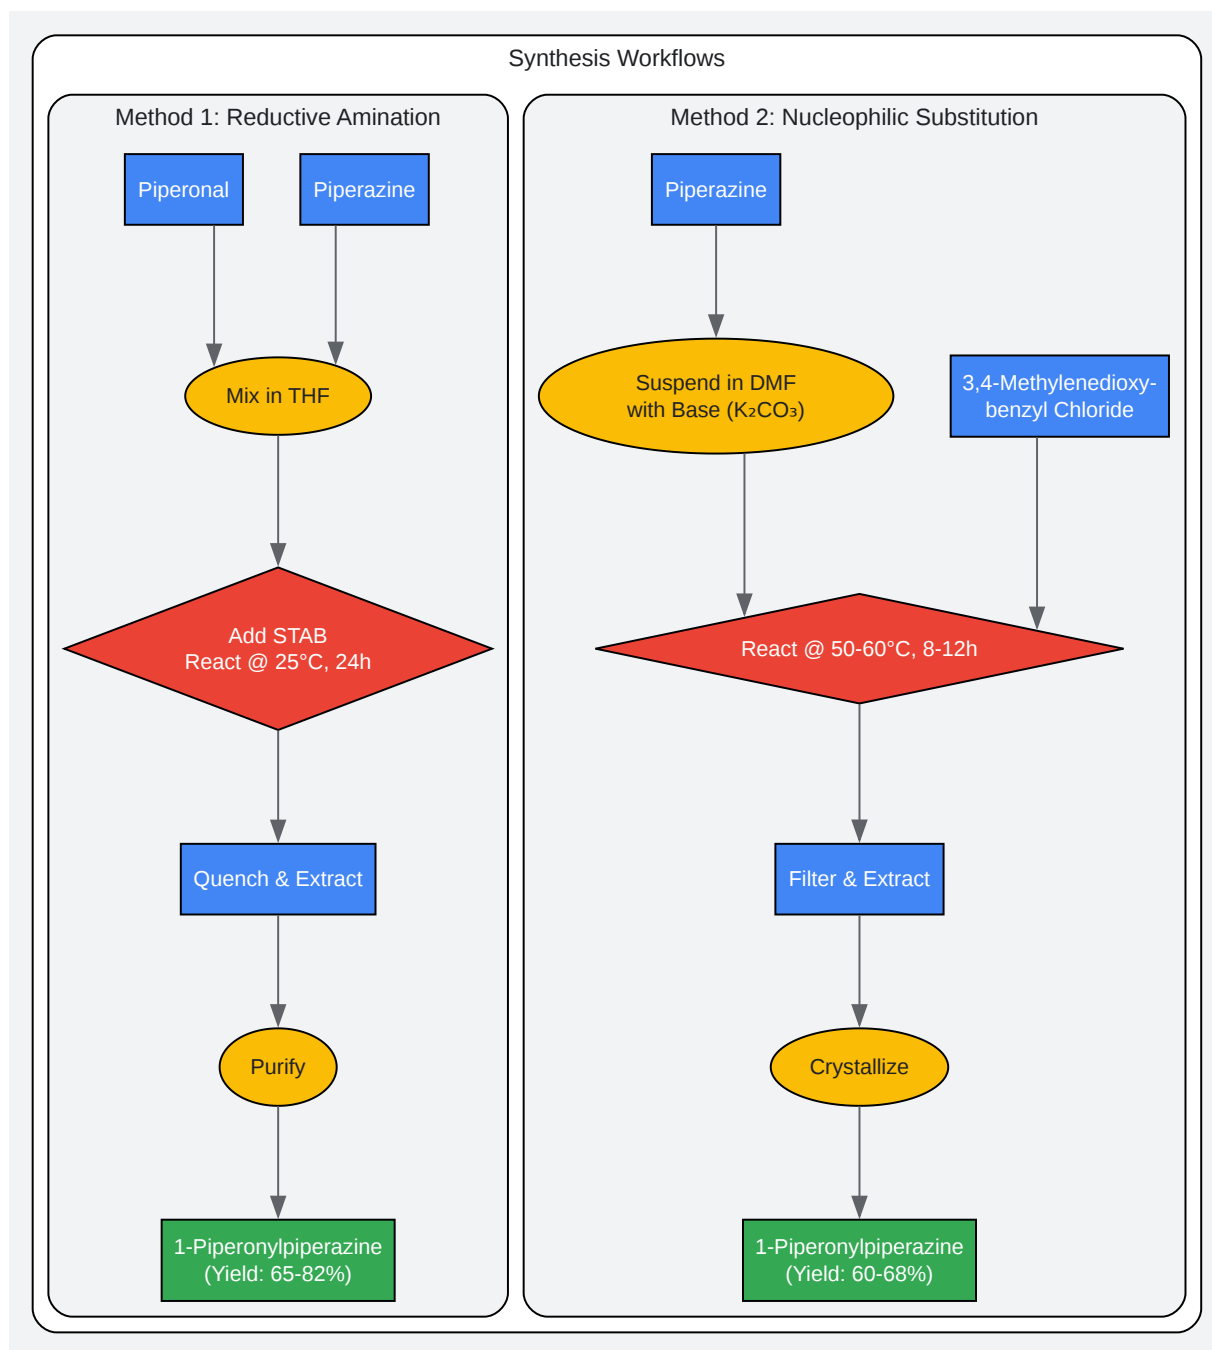 Synthesis Workflows
Method 1: Reductive Amination
Piperonal
Piperazine
Mix in THF
Add STAB
React @ 25°C, 24h
Quench & Extract
Purify
1-Piperonylpiperazine
(Yield: 65-82%)
Method 2: Nucleophilic Substitution
Piperazine
Suspend in DMF
with Base (K₂CO₃)
3,4-Methylenedioxy-
benzyl Chloride
React @ 50-60°C, 8-12h
Filter & Extract
Crystallize
1-Piperonylpiperazine
(Yield: 60-68%)